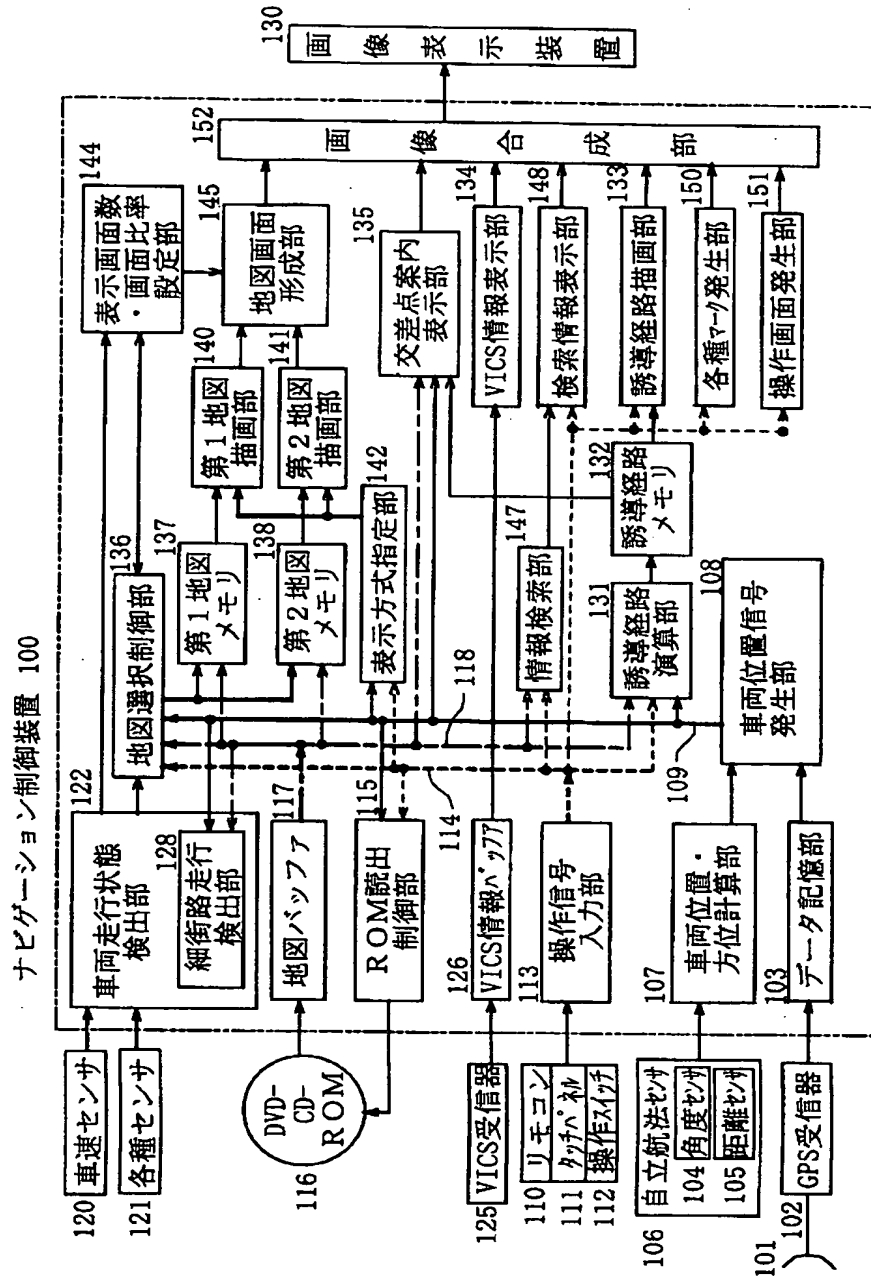 ナビゲーション制御装置 100
120
車速センサ
121
各種センサ
122
車両走行状態
検出部
128
細街路走行
検出部
116
DVD-
CD-
ROM
117
地図バッファ
115
ROM読出
制御部
125
VICS受信器
126
VICS情報バッファ
110
リモコン
111
タッチパネル
112
操作スイッチ
113
操作信号
入力部
114
118
109
106
自立航法センサ
104
角度センサ
105
距離センサ
107
車両位置・
方位計算部
101
102
GPS受信器
103
データ記憶部
108
車両位置信号
発生部
136
地図選択制御部
137
第1地図
メモリ
138
第2地図
メモリ
140
第1地図
描画部
141
第2地図
描画部
142
表示方式指定部
144
表示画面数
・画面比率
設定部
145
地図画面
形成部
135
交差点案内
表示部
134
VICS情報表示部
147
情報検索部
148
検索情報表示部
131
誘導経路
演算部
132
誘導経路
メモリ
133
誘導経路描画部
150
各種マーク発生部
151
操作画面発生部
152
画像合成部
130
画像表示装置